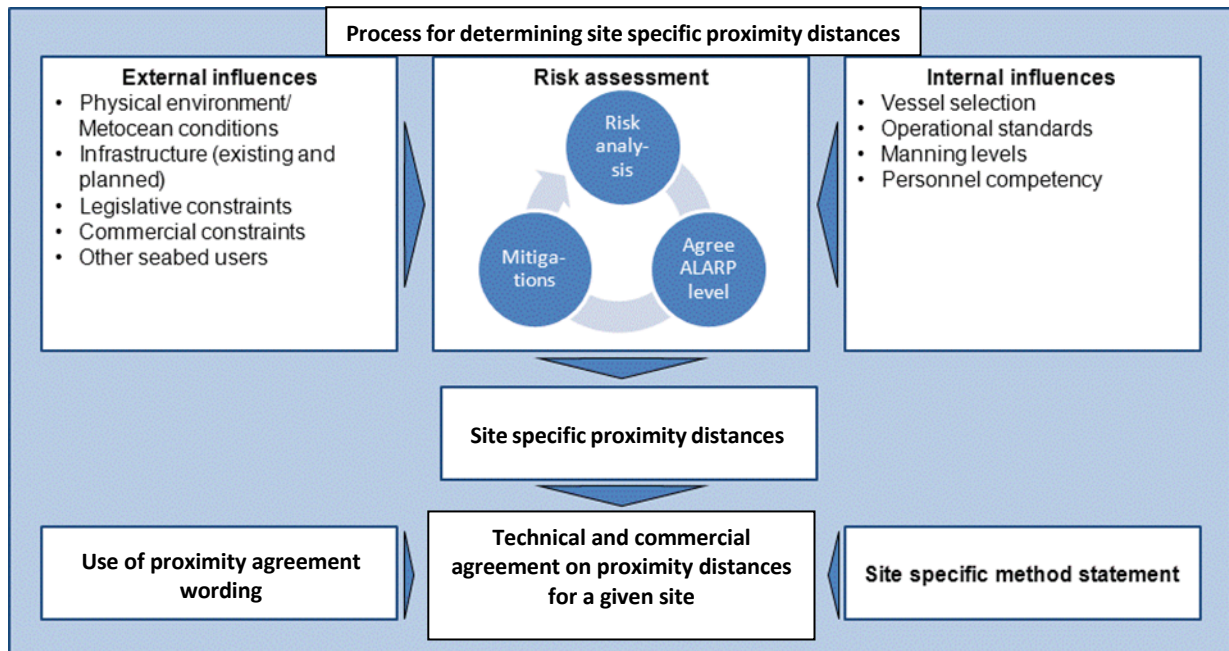 Process for determining site specific proximity distances
External influences
• Physical environment/
Metocean conditions
• Infrastructure (existing and
planned)
• Legislative constraints
• Commercial constraints
• Other seabed users
Risk assessment
Risk
analy-
sis
Mitiga-
tions
Agree
ALARP
level
Internal influences
• Vessel selection
• Operational standards
• Manning levels
• Personnel competency
Site specific proximity distances
Use of proximity agreement
wording
Technical and commercial
agreement on proximity distances
for a given site
Site specific method statement